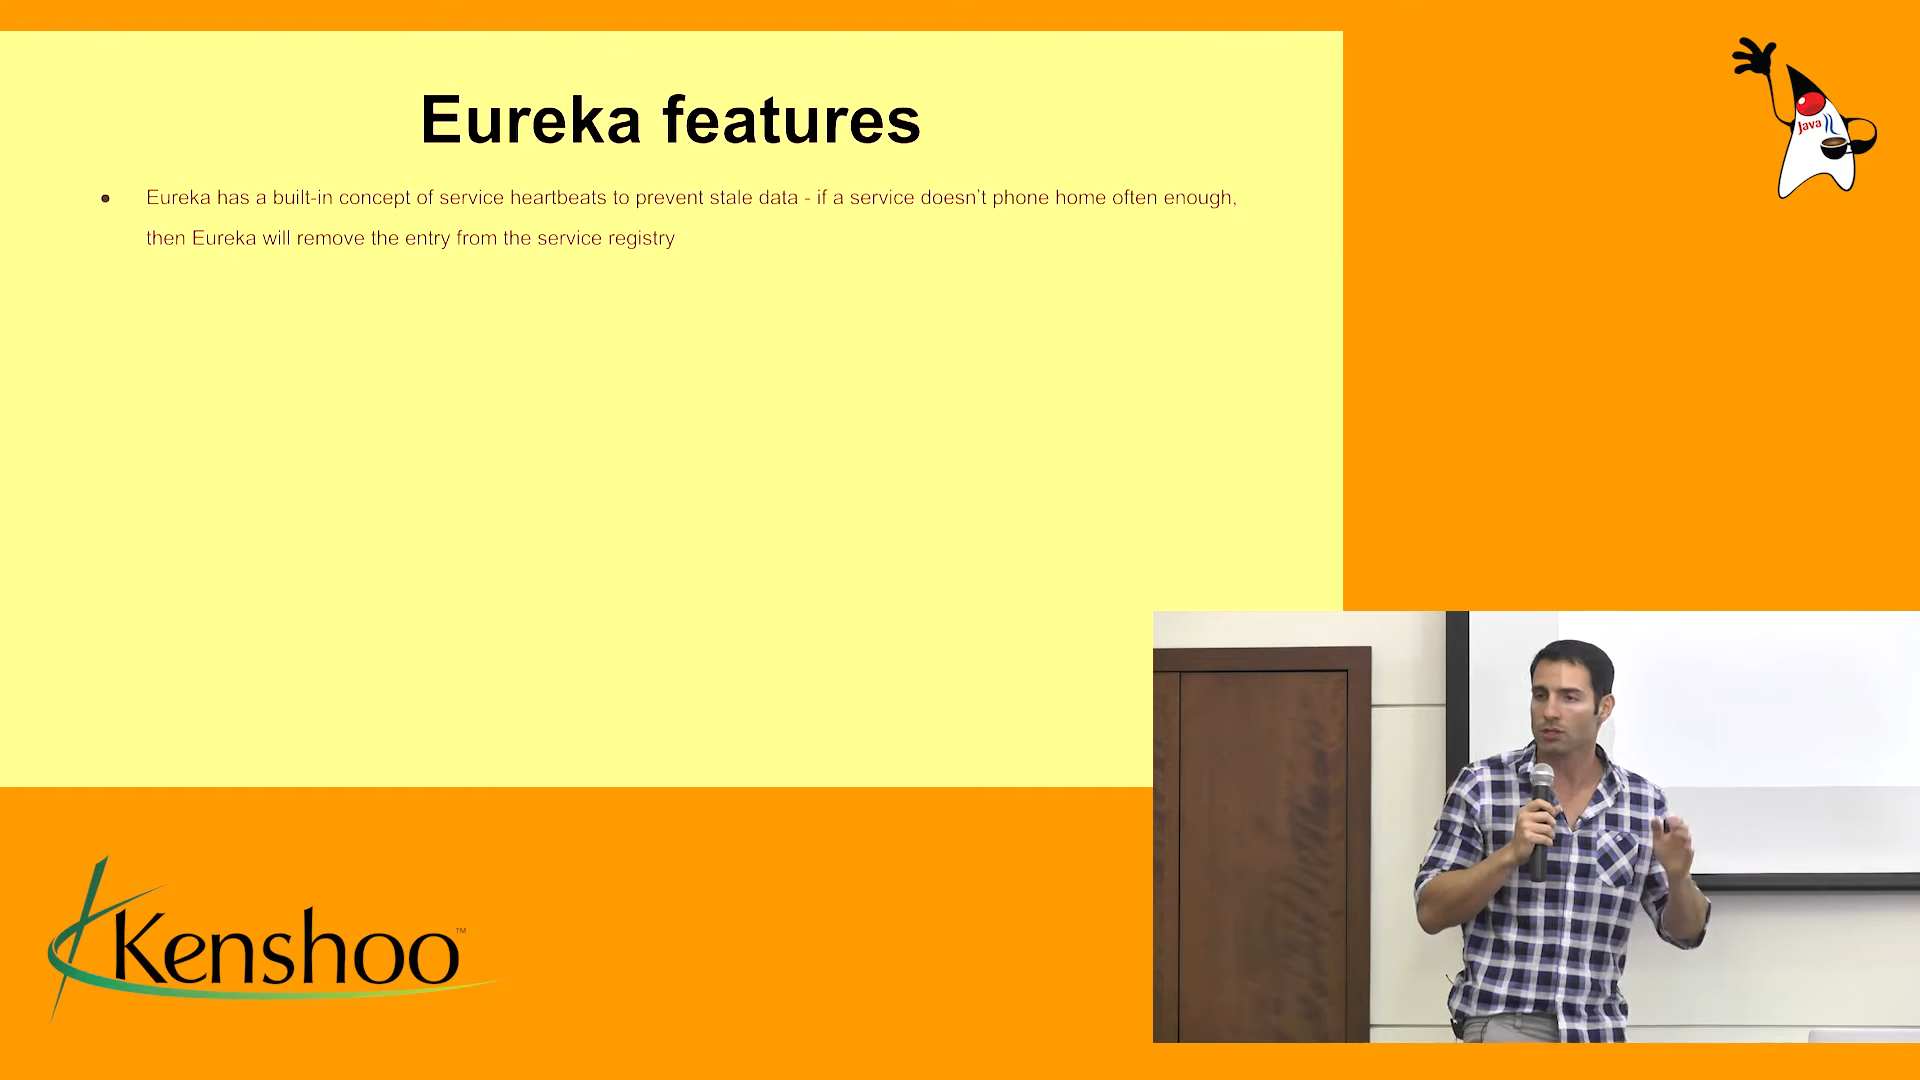 Eureka features
Java
• Eureka has a built-in concept of service heartbeats to prevent stale data - if a service doesn't phone home often enough,
then Eureka will remove the entry from the service registry
Kenshoo™